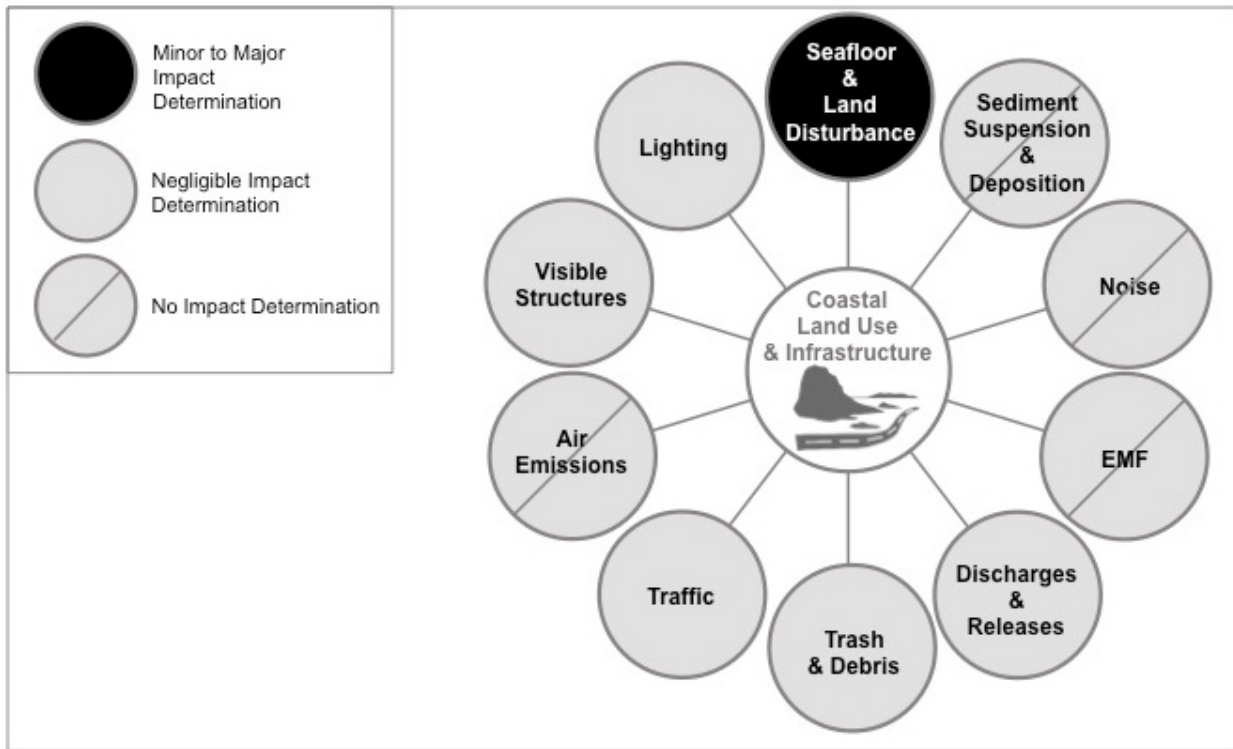 Minor to Major
Impact
Determination
Negligible Impact
Determination
No Impact Determination
Seafloor
&
Land
Disturbance
Sediment
Suspension
&
Deposition
Noise
EMF
Discharges
&
Releases
Trash
& Debris
Traffic
Air
Emissions
Visible
Structures
Lighting
Coastal
Land Use
& Infrastructure